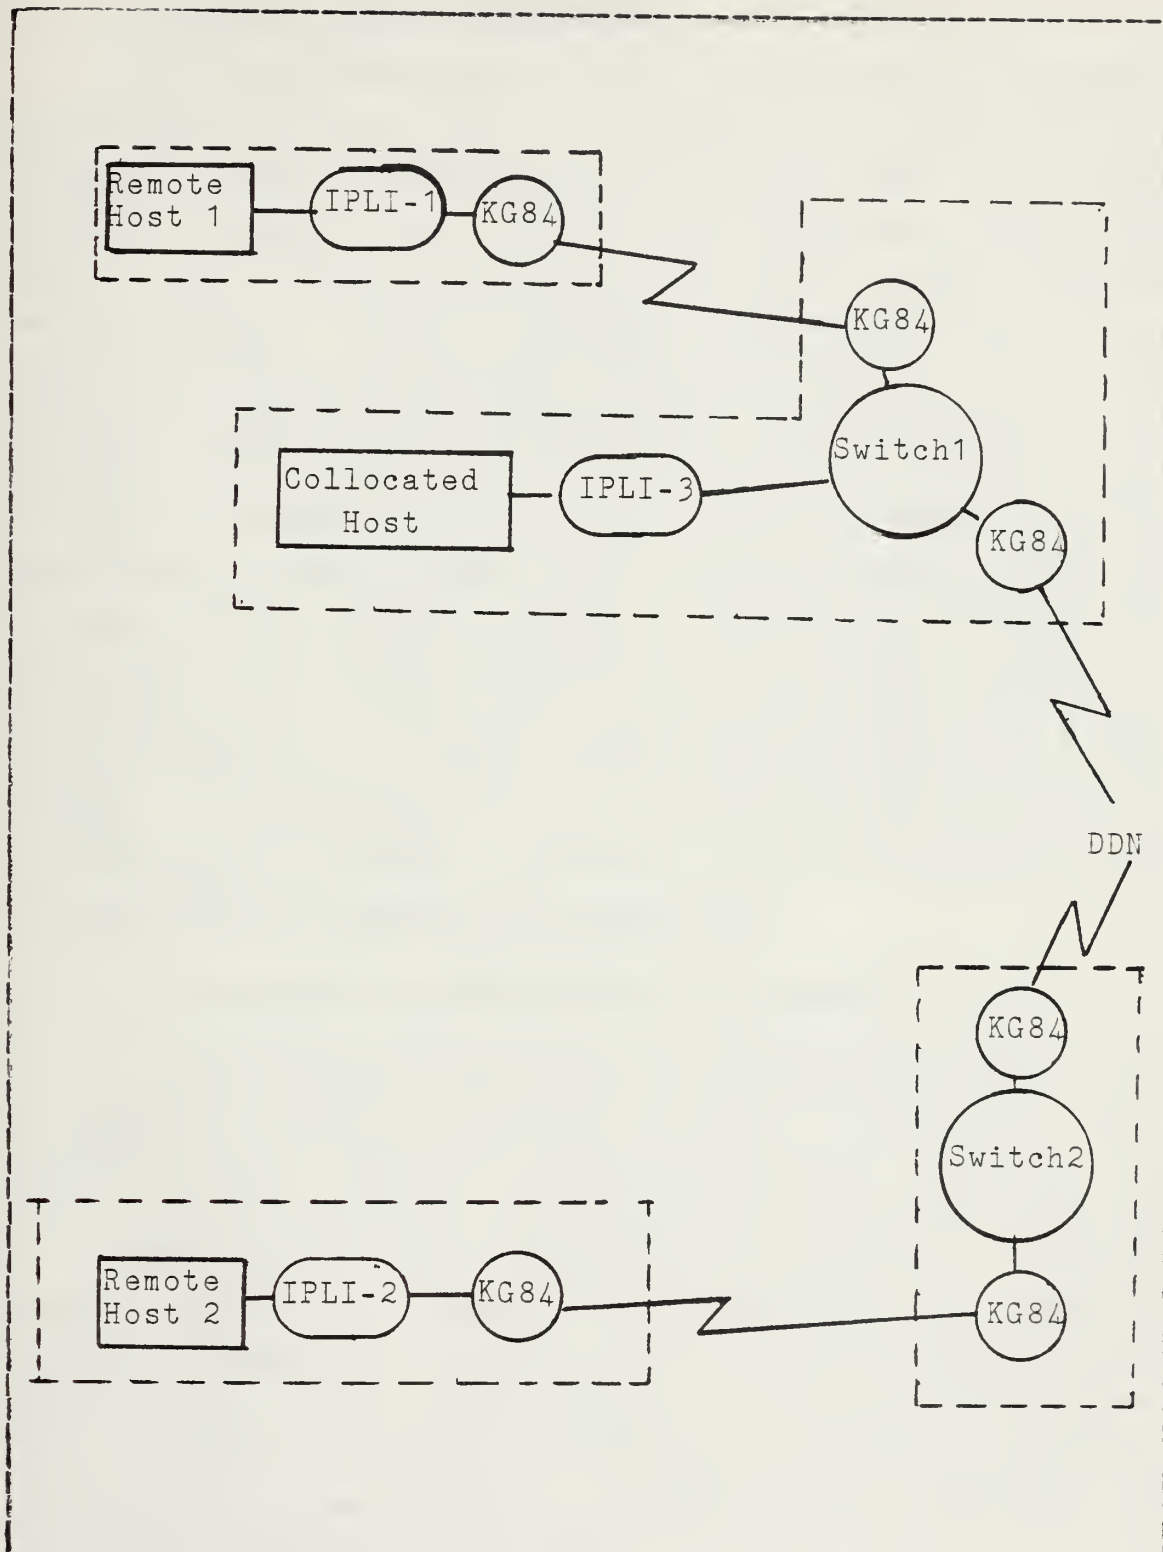 Remote
Host 1
IPLI-1
KG84
KG84
Switch1
Collocated
Host
IPLI-3
KG84
DDN
KG84
Switch2
Remote
Host 2
IPLI-2
KG84
KG84